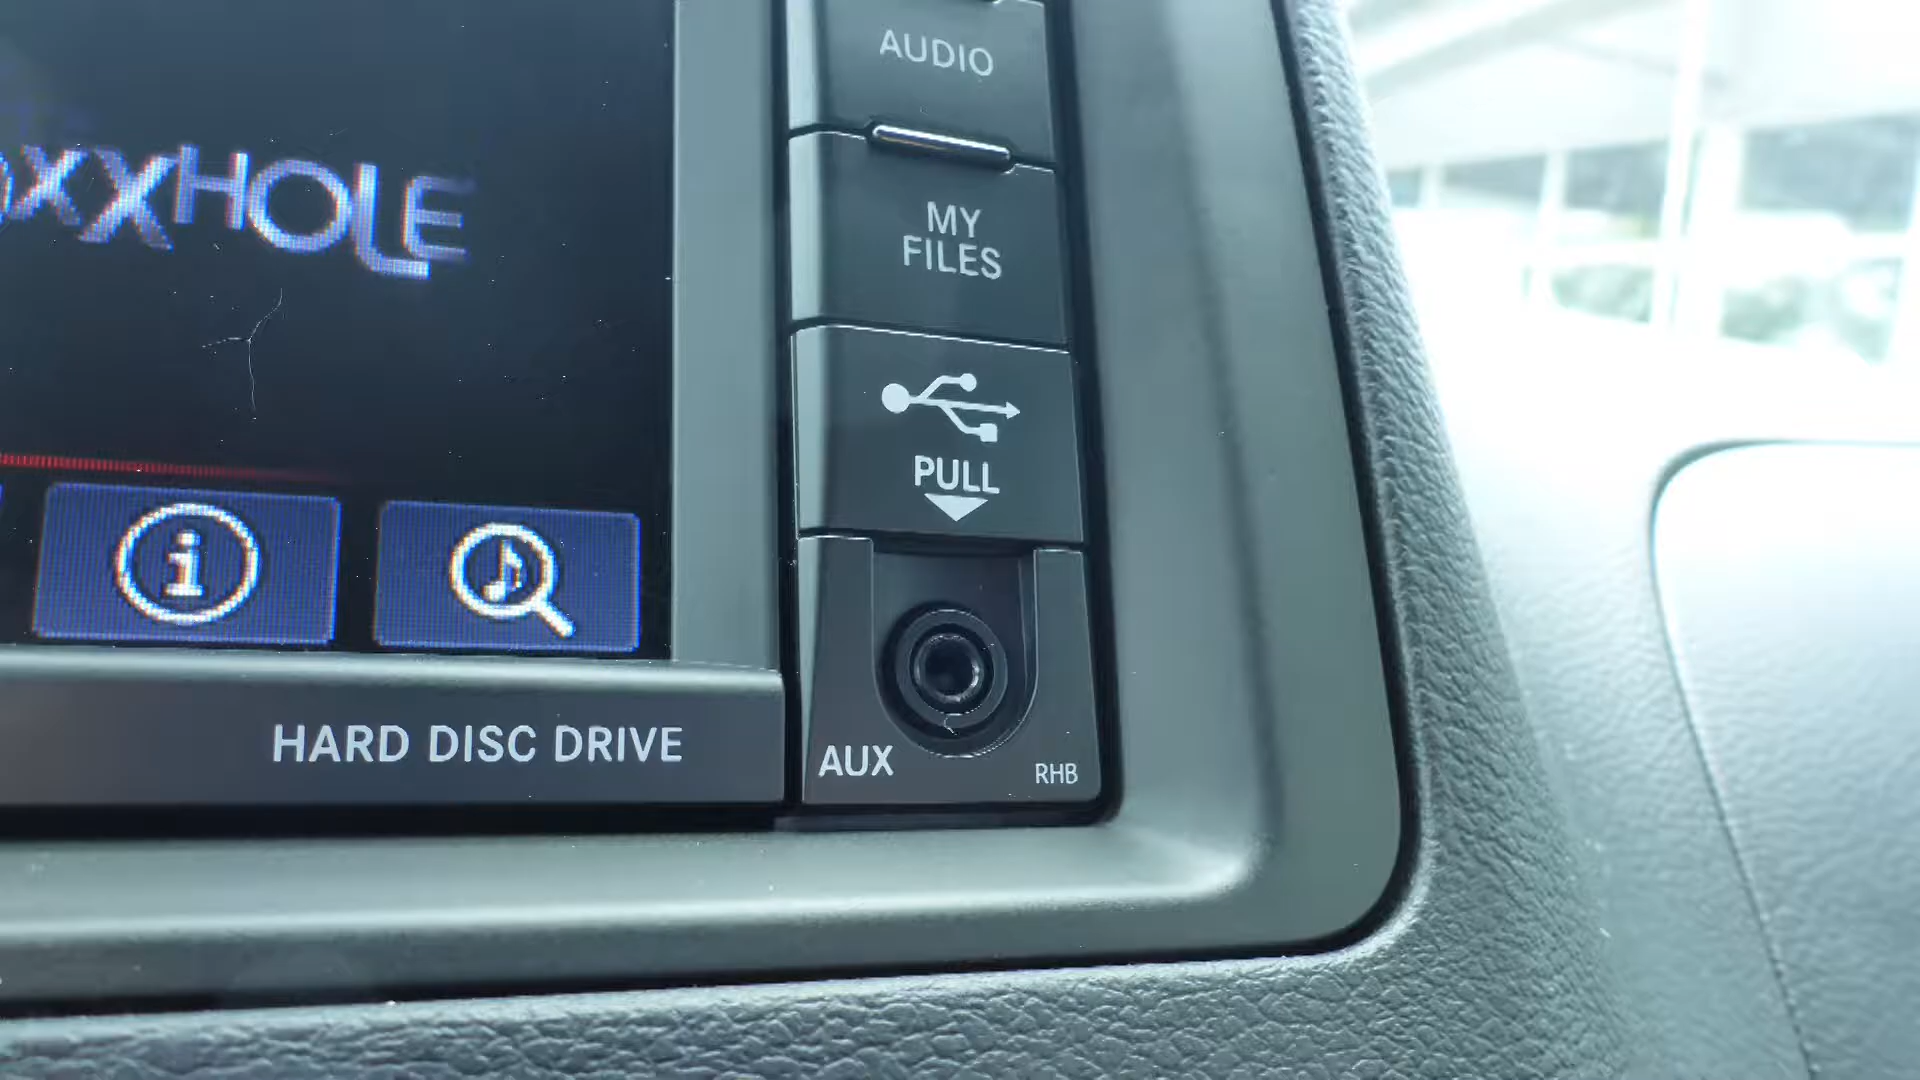 AUDIO
XXHOLE
MY
FILES
PULL
HARD DISC DRIVE
AUX
RHB